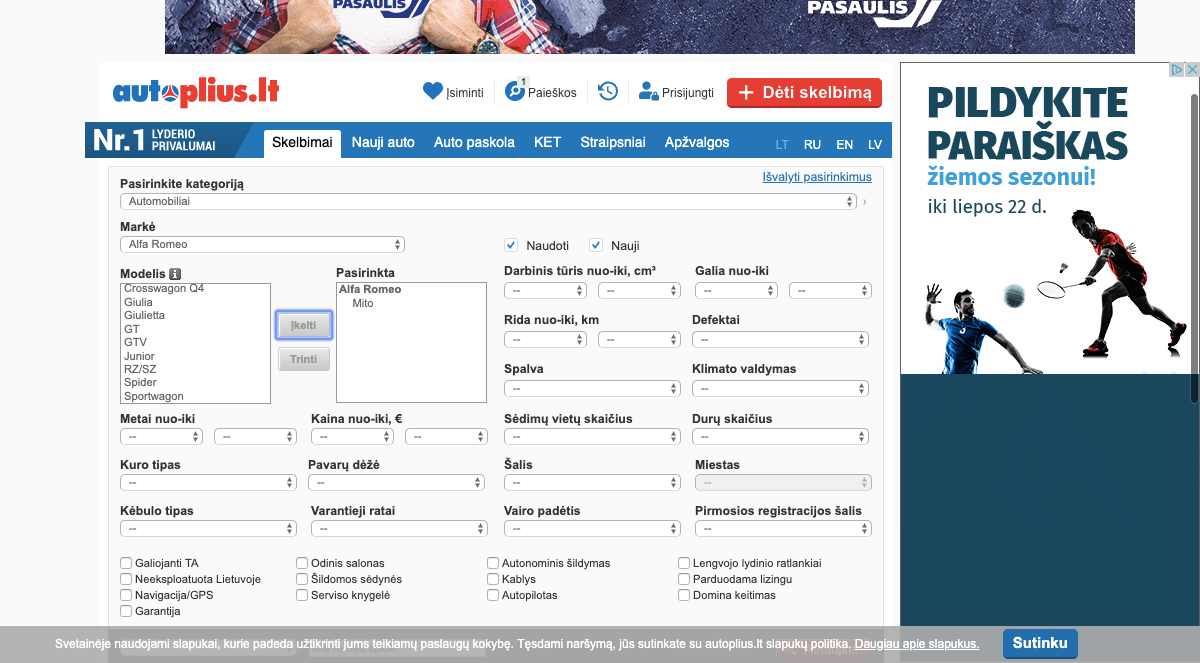 PASAULIS
PASAULIS
autoplius.lt
Įsiminti
1
Paieškos
Prisijungti
+ Dėti skelbimą
Nr.1 LYDERIO
PRIVALUMAI
Skelbimai
Nauji auto
Auto paskola
KET
Straipsniai
Apžvalgos
LT
RU
EN
LV
Išvalyti pasirinkimus
Pasirinkite kategoriją
Automobiliai
Markė
Alfa Romeo
Naudoti
Nauji
Modelis
Crosswagon Q4
Giulia
Giulietta
GT
GTV
Junior
RZ/SZ
Spider
Sportwagon
Įkelti
Trinti
Pasirinkta
Alfa Romeo
Mito
Darbinis tūris nuo-iki, cm³
--
--
Galia nuo-iki
--
--
Rida nuo-iki, km
--
--
Defektai
--
Spalva
--
Klimato valdymas
--
Metai nuo-iki
--
--
Kaina nuo-iki, €
--
--
Sėdimų vietų skaičius
--
Durų skaičius
--
Kuro tipas
--
Pavarų dėžė
--
Šalis
--
Miestas
--
Kėbulo tipas
--
Varantieji ratai
--
Vairo padėtis
--
Pirmosios registracijos šalis
--
Galiojanti TA
Odinis salonas
Autonominis šildymas
Lengvojo lydinio ratlankiai
Neeksploatuota Lietuvoje
Šildomos sėdynės
Kablys
Parduodama lizingu
Navigacija/GPS
Serviso knygelė
Autopilotas
Domina keitimas
Garantija
PILDYKITE
PARAIŠKAS
žiemos sezonui!
iki liepos 22 d.
Svetainėje naudojami slapukai, kurie padeda užtikrinti jums teikiamų paslaugų kokybę. Tęsdami naršymą, jūs sutinkate su autoplius.lt slapukų politika. Daugiau apie slapukus.
Sutinku